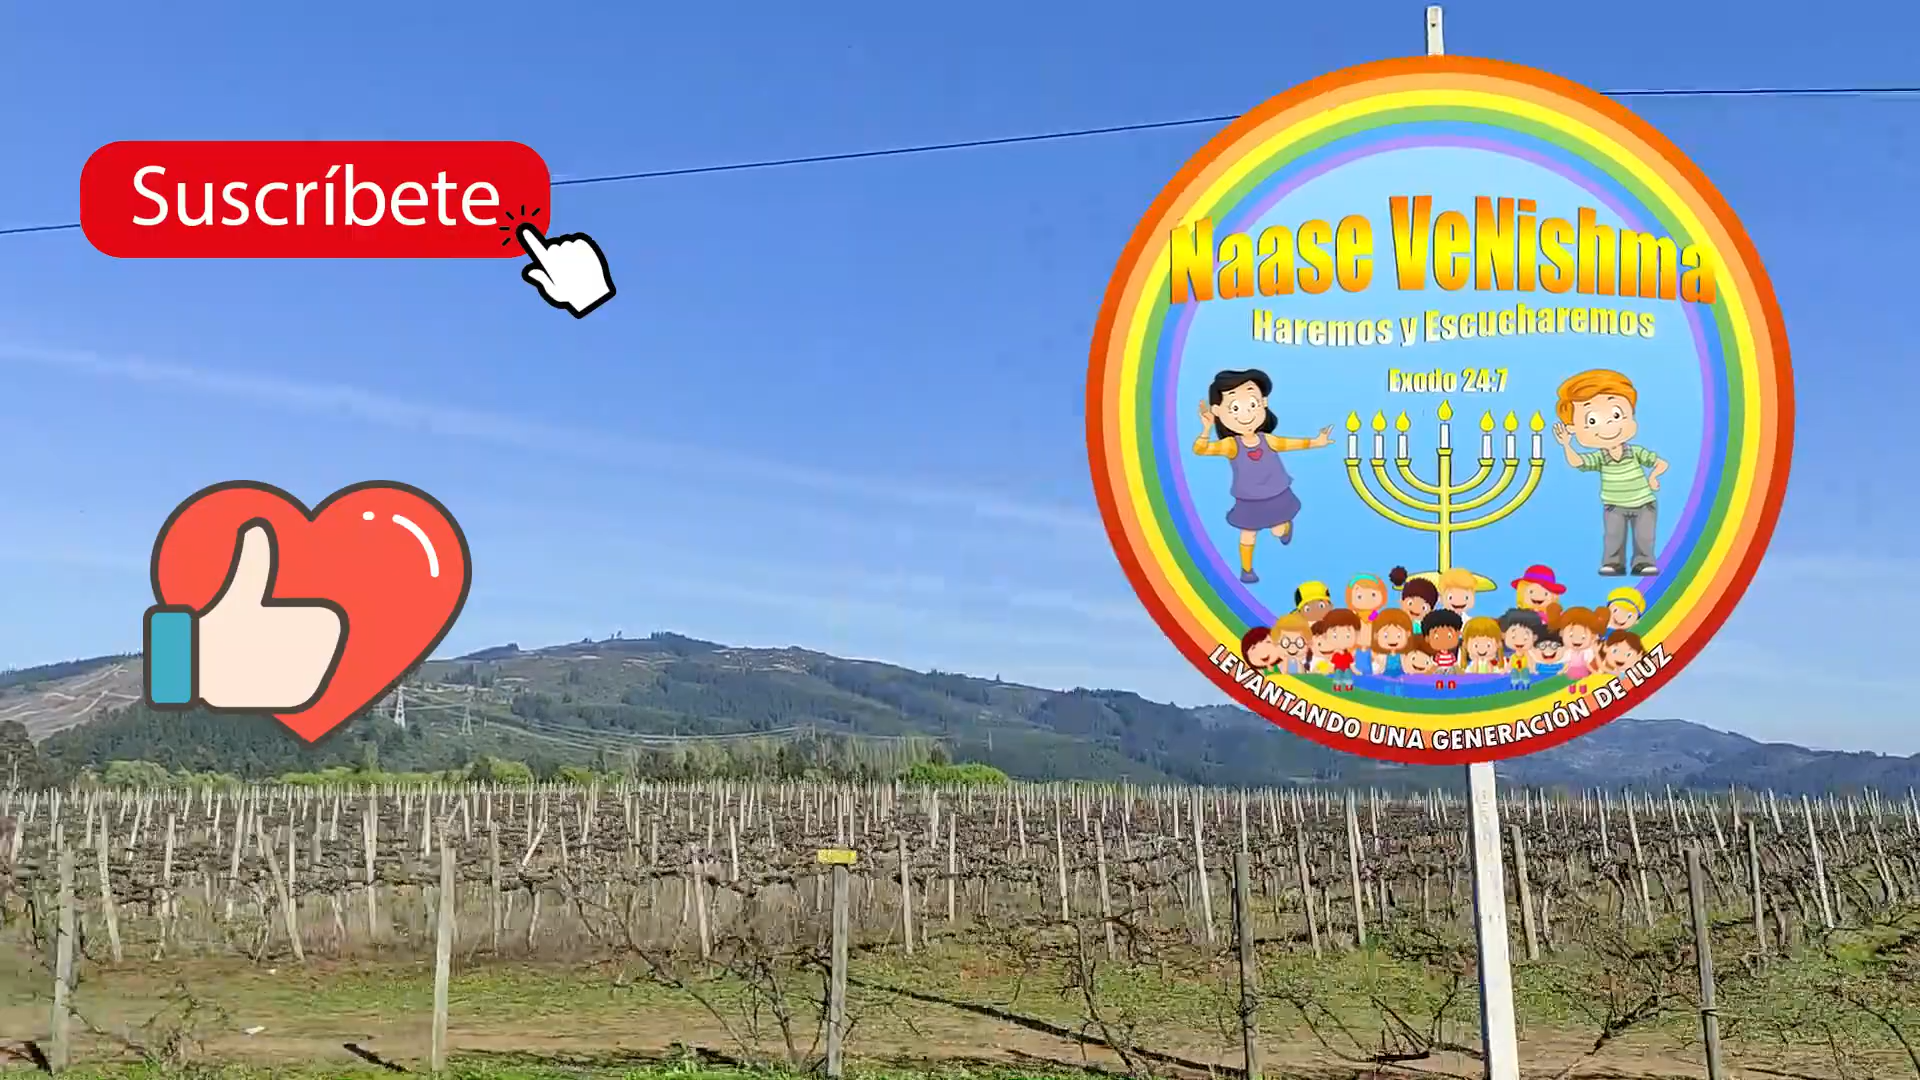 Suscríbete
Naase VeNishma
Haremos y Escucharemos
Exodo 24:7
LEVANTANDO UNA GENERACIÓN DE LUZ